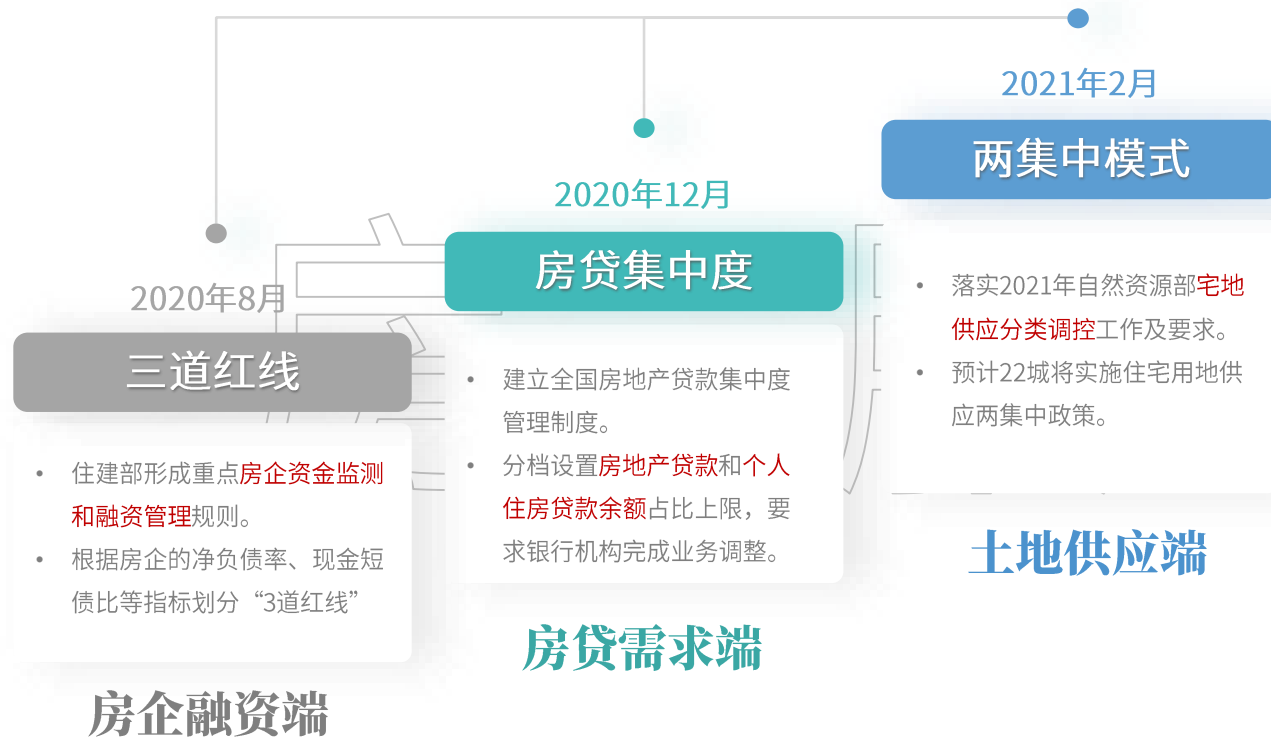 2020年8月
三道红线
• 住建部形成重点房企资金监测
和融资管理规则。
• 根据房企的净负债率、现金短
债比等指标划分“3道红线”
房企融资端
2020年12月
房贷集中度
• 建立全国房地产贷款集中度
管理制度。
• 分档设置房地产贷款和个人
住房贷款余额占比上限，要
求银行机构完成业务调整。
房贷需求端
2021年2月
两集中模式
• 落实2021年自然资源部宅地
供应分类调控工作及要求。
• 预计22城将实施住宅用地供
应两集中政策。
土地供应端